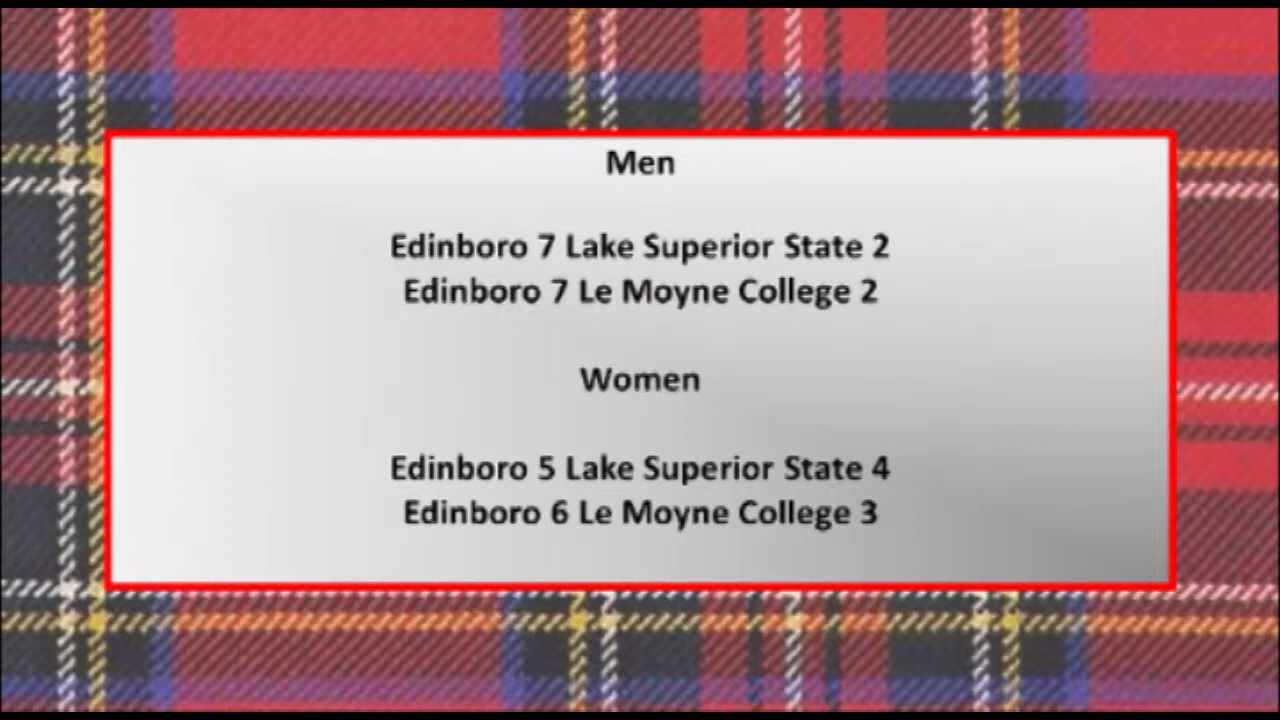 Men
Edinboro 7 Lake Superior State 2
Edinboro 7 Le Moyne College 2
Women
Edinboro 5 Lake Superior State 4
Edinboro 6 Le Moyne College 3